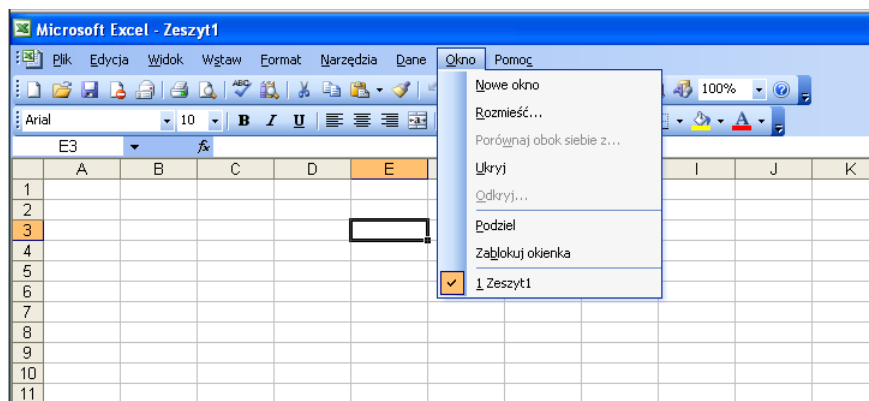 Microsoft Excel - Zeszyt1
Plik Edycja Widok Wstaw Format Narzędzia Dane Okno Pomoc
ABC 100%
Arial 10 B I U A
E3 fx
A B C D E I J K
1
2
3
4
5
6
7
8
9
10
11
Nowe okno
Rozmieść...
Porównaj obok siebie z...
Ukryj
Odkryj...
Podziel
Zablokuj okienka
1 Zeszyt1